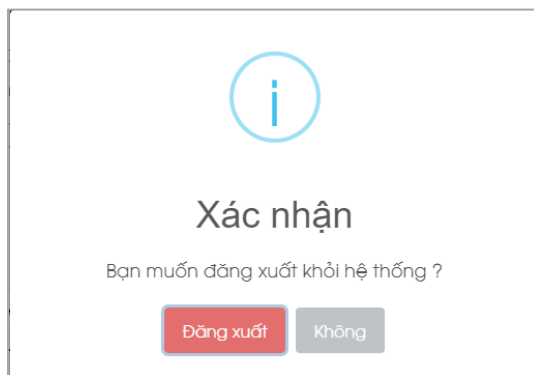 i
Xác nhận
Bạn muốn đăng xuất khỏi hệ thống ?
Đăng xuất Không